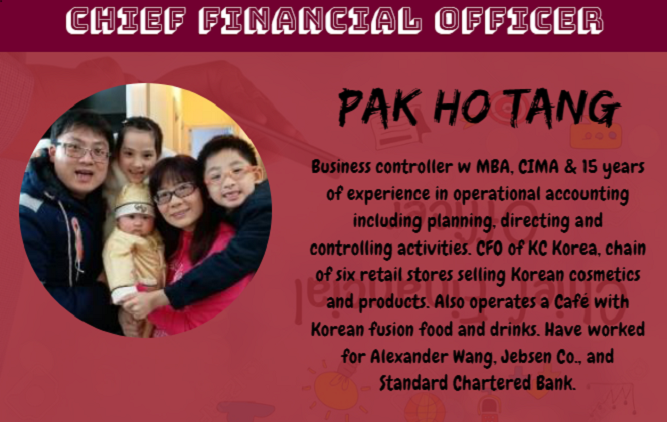 CHIEF FINANCIAL OFFICER
PAK HO TANG
Business controller w MBA, CIMA & 15 years
of experience in operational accounting
including planning, directing and
controlling activities. CFO of KC Korea, chain
of six retail stores selling Korean cosmetics
and products. Also operates a Café with
Korean fusion food and drinks. Have worked
for Alexander Wang, Jebsen Co., and
Standard Chartered Bank.
Chief Financial
Officer